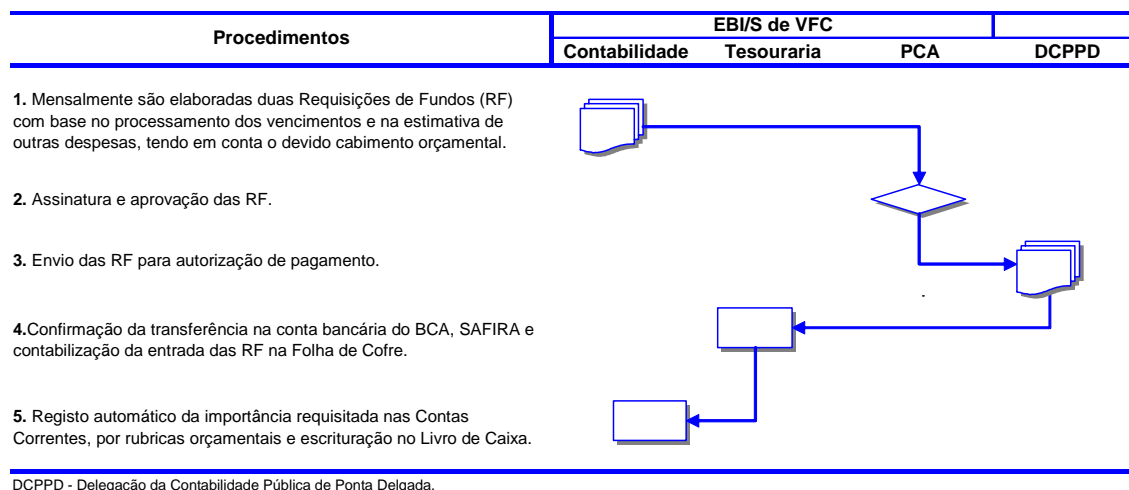 Procedimentos
EBI/S de VFC
Contabilidade Tesouraria PCA DCPPD
1. Mensalmente são elaboradas duas Requisições de Fundos (RF)
com base no processamento dos vencimentos e na estimativa de
outras despesas, tendo em conta o devido cabimento orçamental.
2. Assinatura e aprovação das RF.
3. Envio das RF para autorização de pagamento.
4.Confirmação da transferência na conta bancária do BCA, SAFIRA e
contabilização da entrada das RF na Folha de Cofre.
5. Registo automático da importância requisitada nas Contas
Correntes, por rubricas orçamentais e escrituração no Livro de Caixa.
DCPPD - Delegação da Contabilidade Pública de Ponta Delgada.